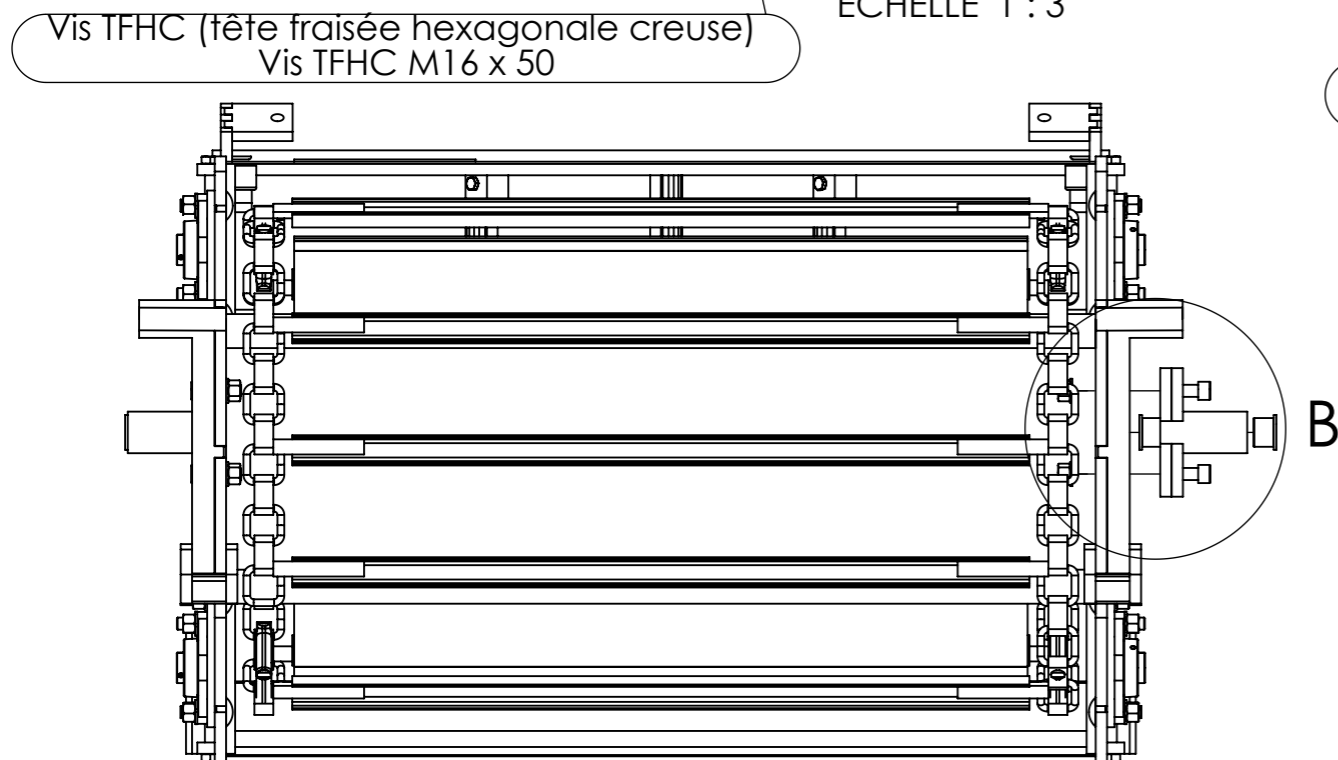 ECHELLE 1 : 3
Vis TFHC (tête fraisée hexagonale creuse)
Vis TFHC M16 x 50
B